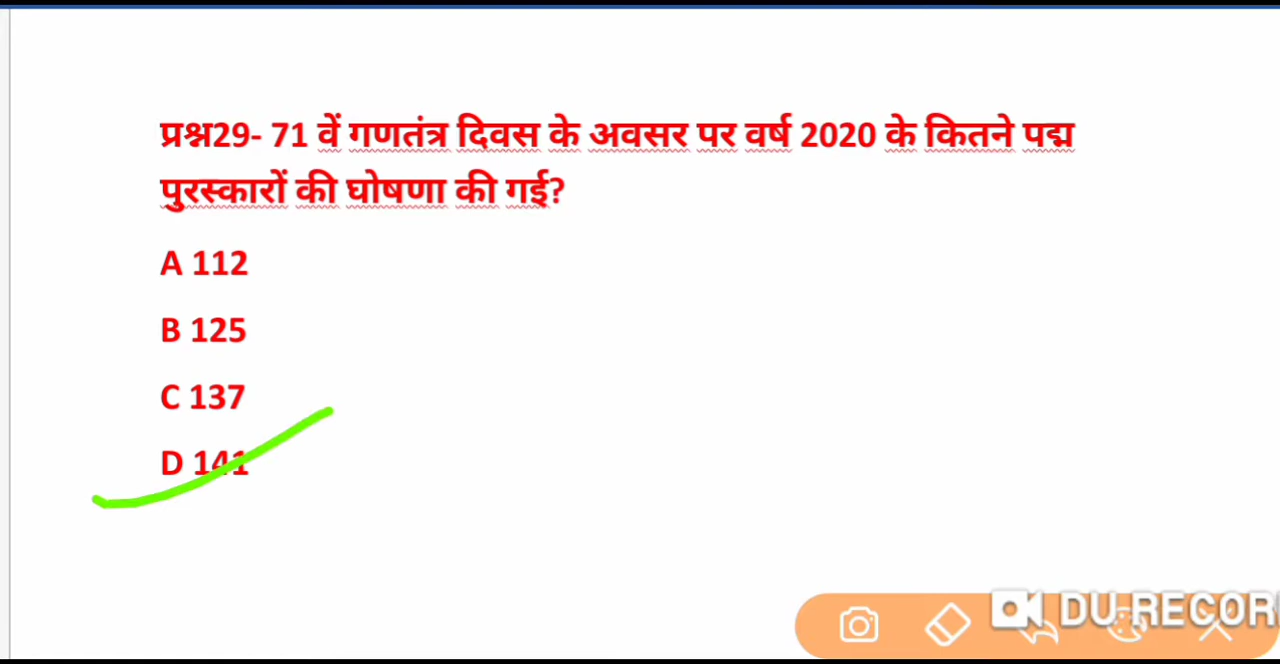 प्रश्न29- 71 वें गणतंत्र दिवस के अवसर पर वर्ष 2020 के कितने पद्म
पुरस्कारों की घोषणा की गई?
A 112
B 125
C 137
D 141
DU RECOR